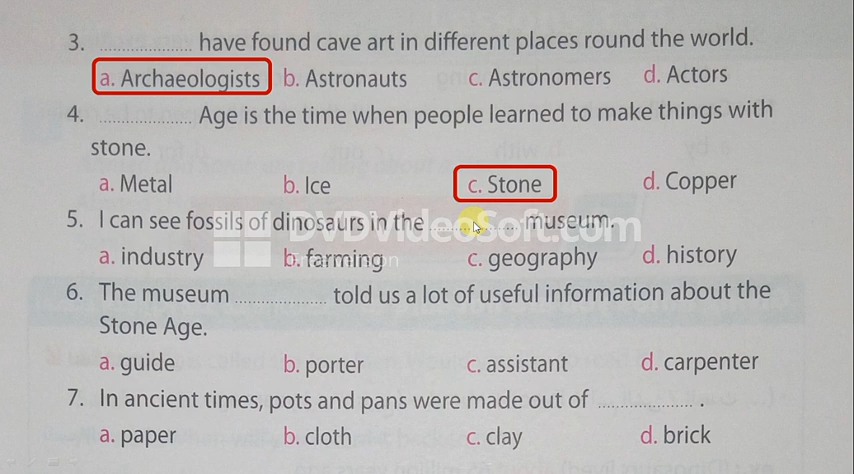 3. .................. have found cave art in different places round the world.
a. Archaeologists b. Astronauts c. Astronomers d. Actors
4. .................. Age is the time when people learned to make things with
stone.
a. Metal b. Ice c. Stone d. Copper
5. I can see fossils of dinosaurs in the .................. museum.
DVDVideoSoft.com
a. industry b. farming c. geography d. history
6. The museum .................. told us a lot of useful information about the
Stone Age.
a. guide b. porter c. assistant d. carpenter
7. In ancient times, pots and pans were made out of .................. .
a. paper b. cloth c. clay d. brick